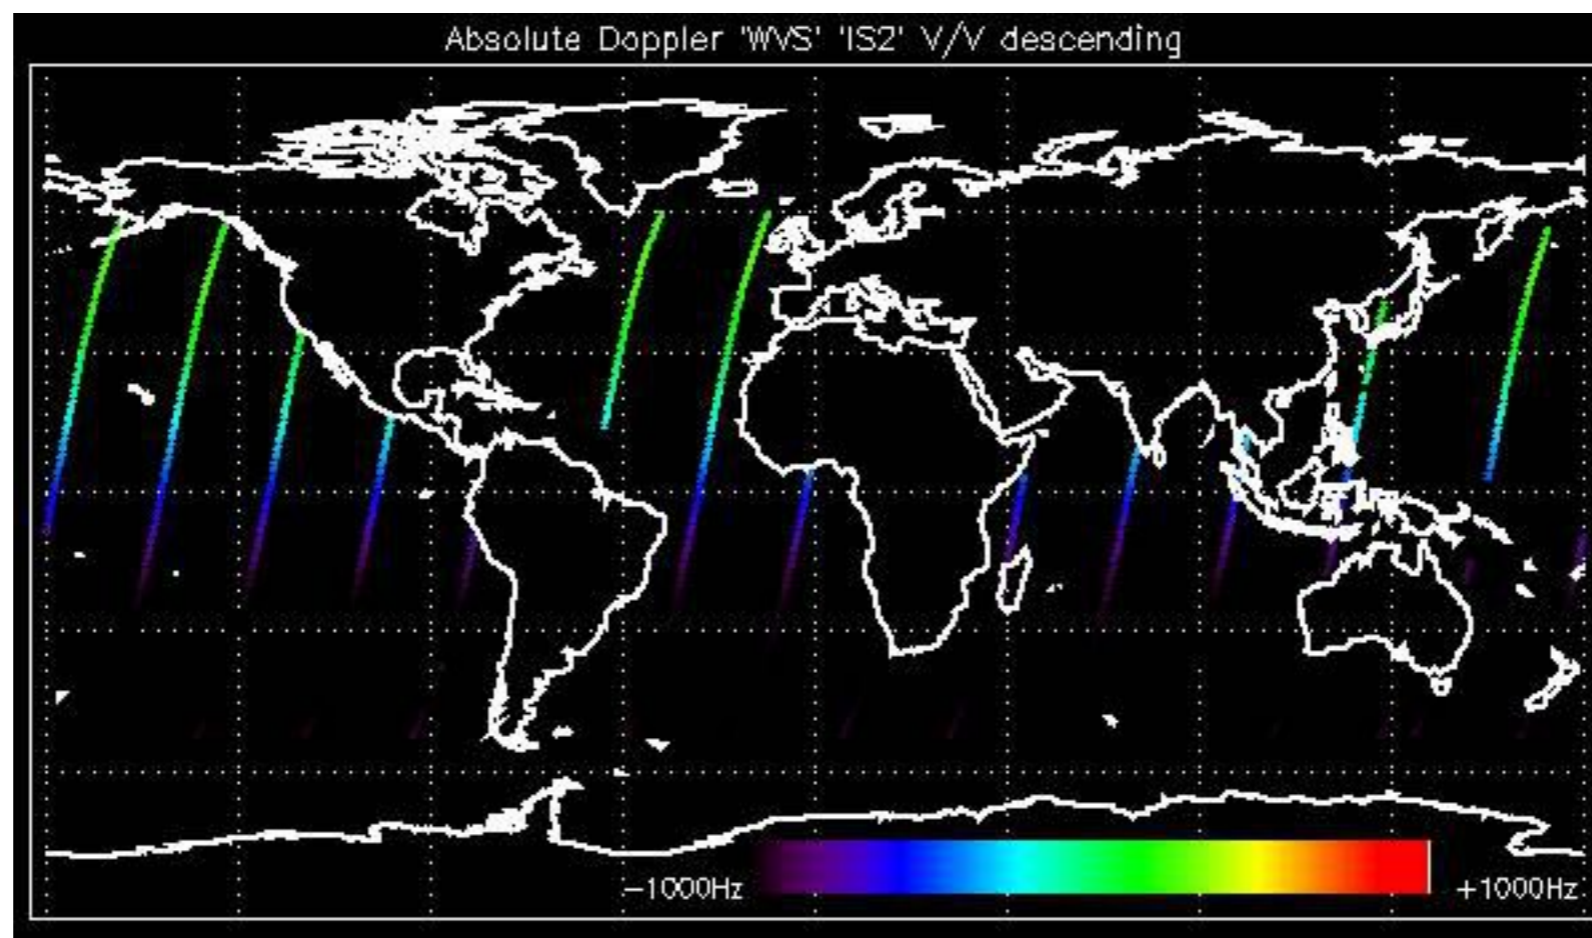 Absolute Doppler 'WVS' 'IS2' V/V descending
-1000Hz
+1000Hz